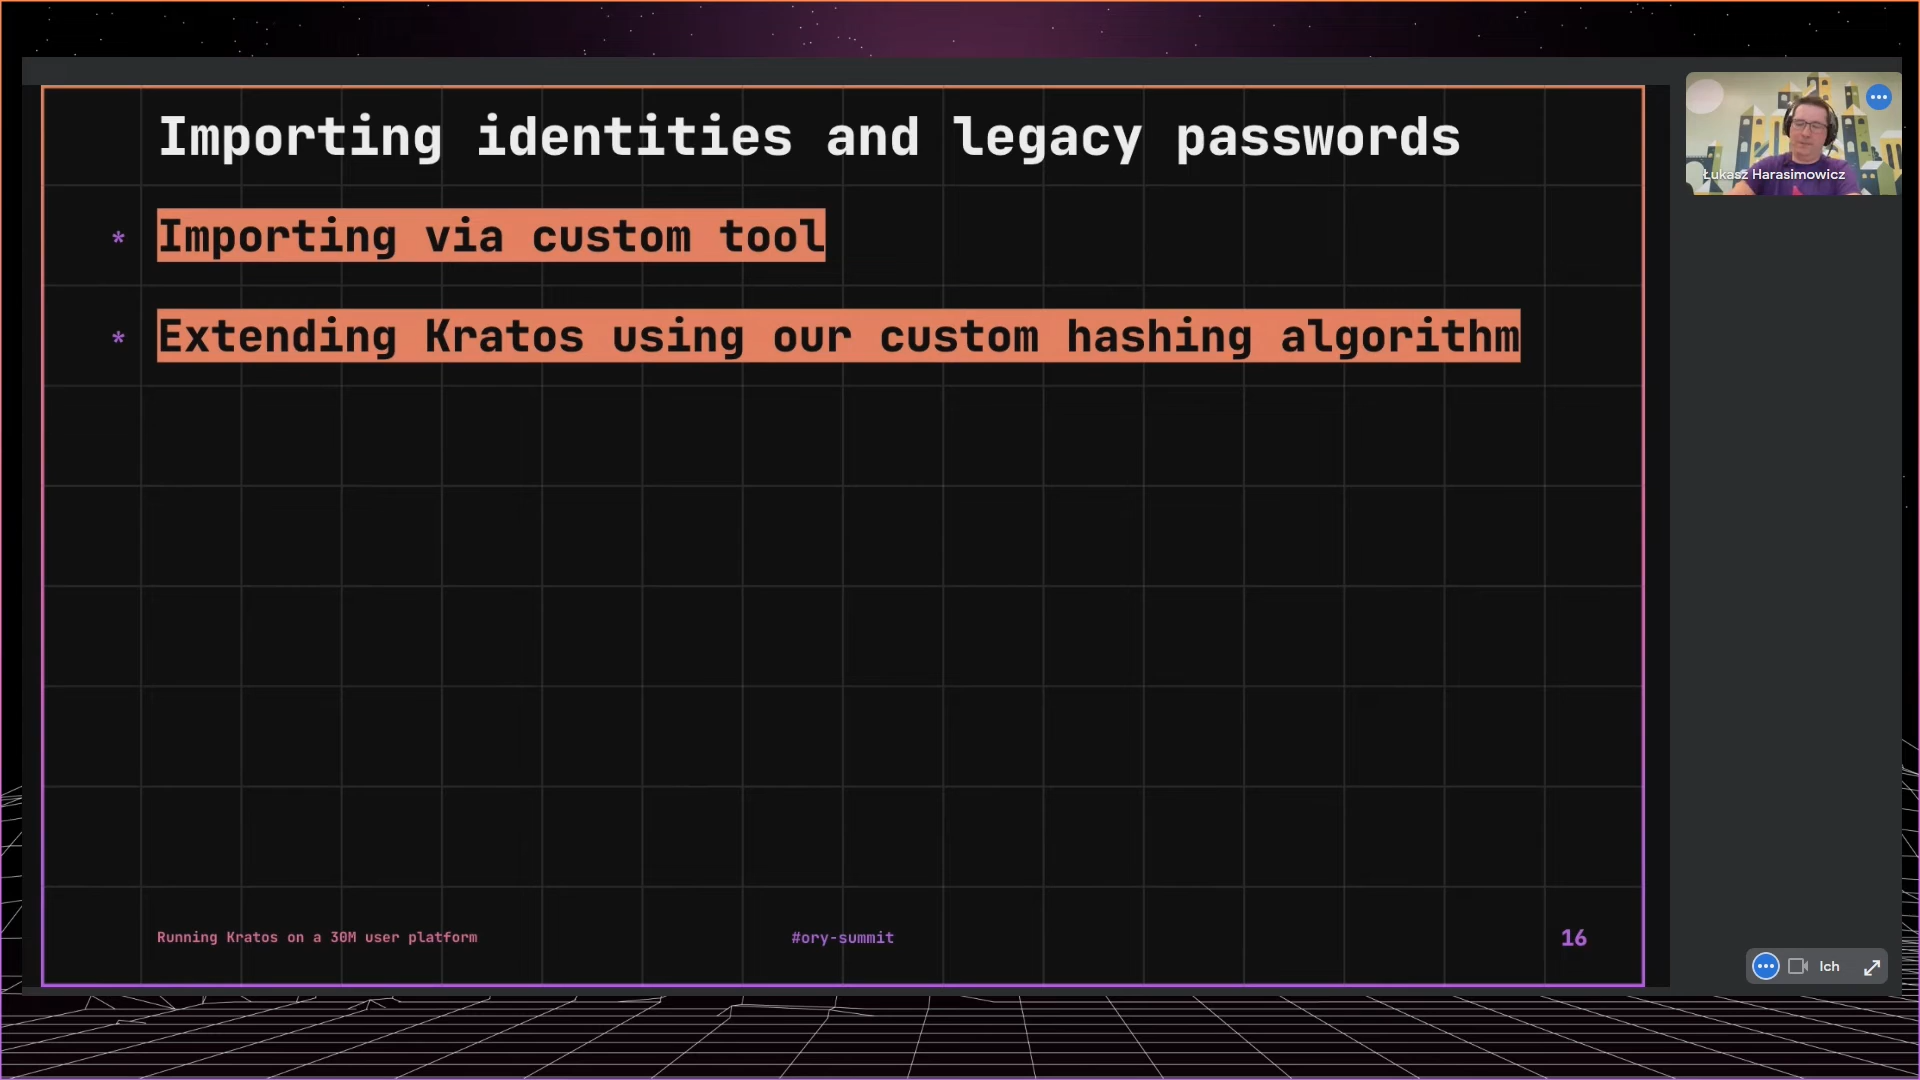 Importing identities and legacy passwords
* Importing via custom tool
* Extending Kratos using our custom hashing algorithm
Running Kratos on a 30M user platform
#ory-summit
16
Łukasz Harasimowicz
Ich